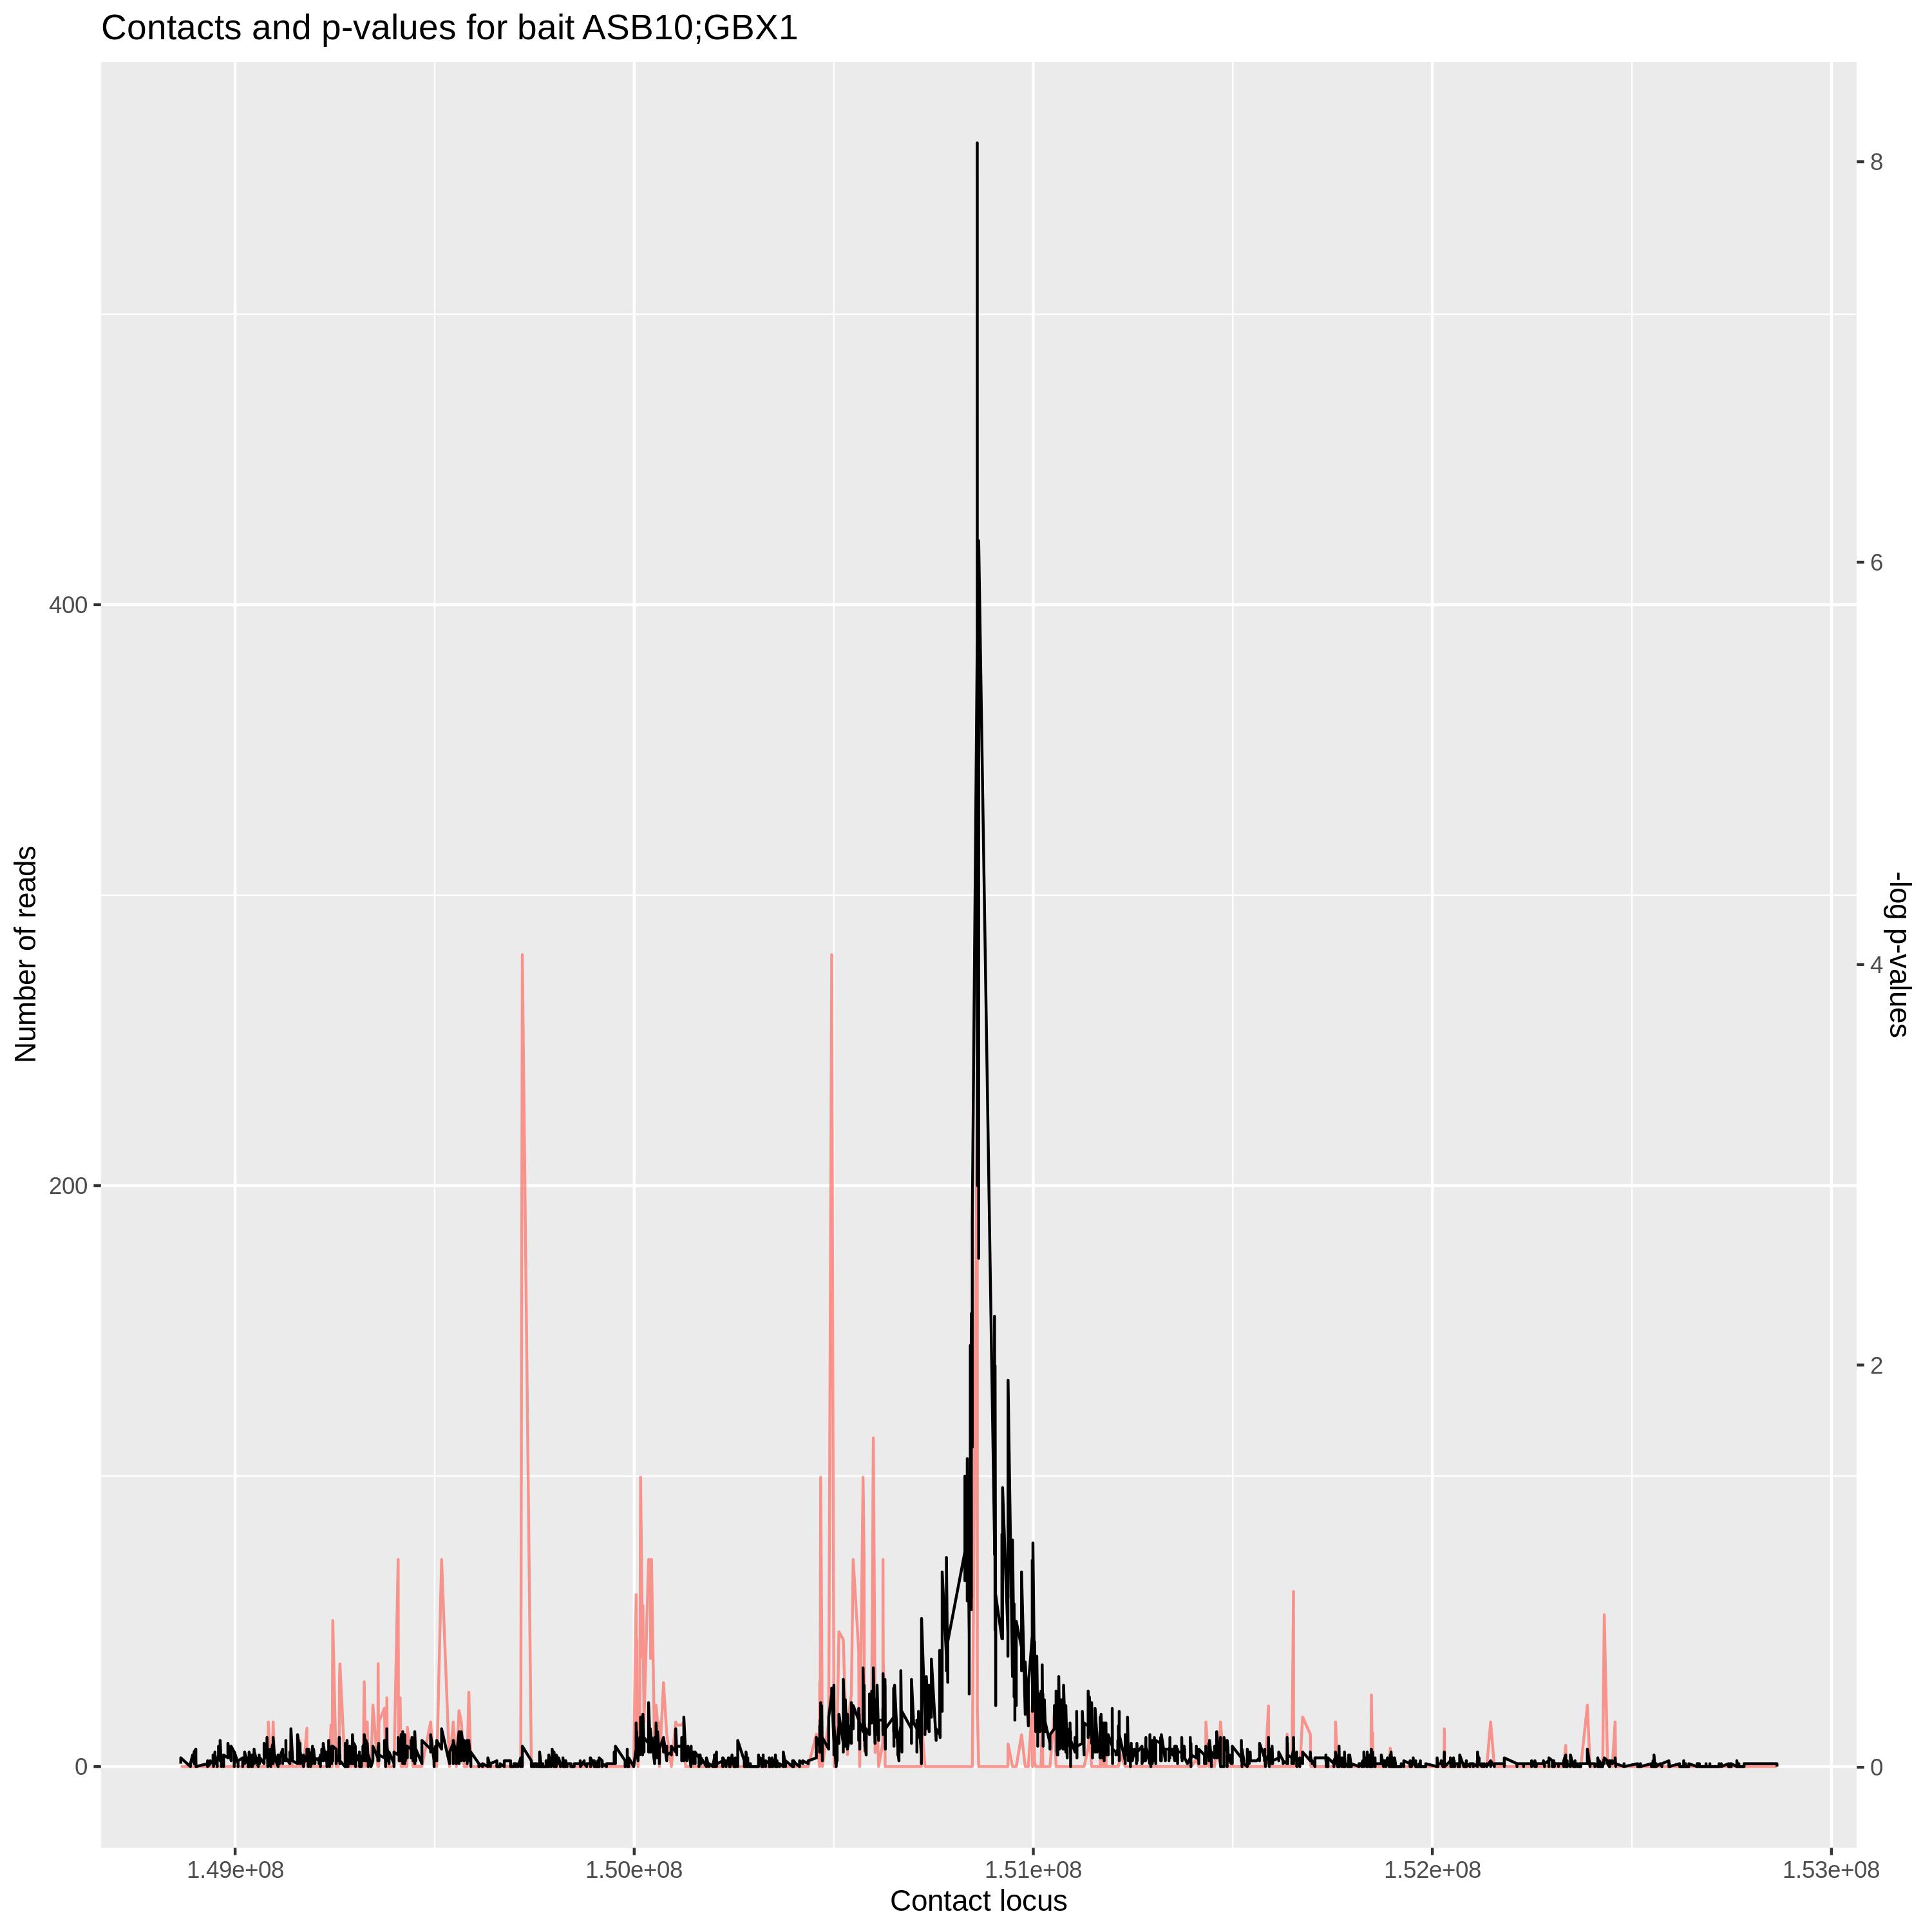 Contacts and p-values for bait ASB10;GBX1
Number of reads
400
200
0
8
6
4
2
0
-log p-values
1.49e+08
1.50e+08
1.51e+08
1.52e+08
1.53e+08
Contact locus